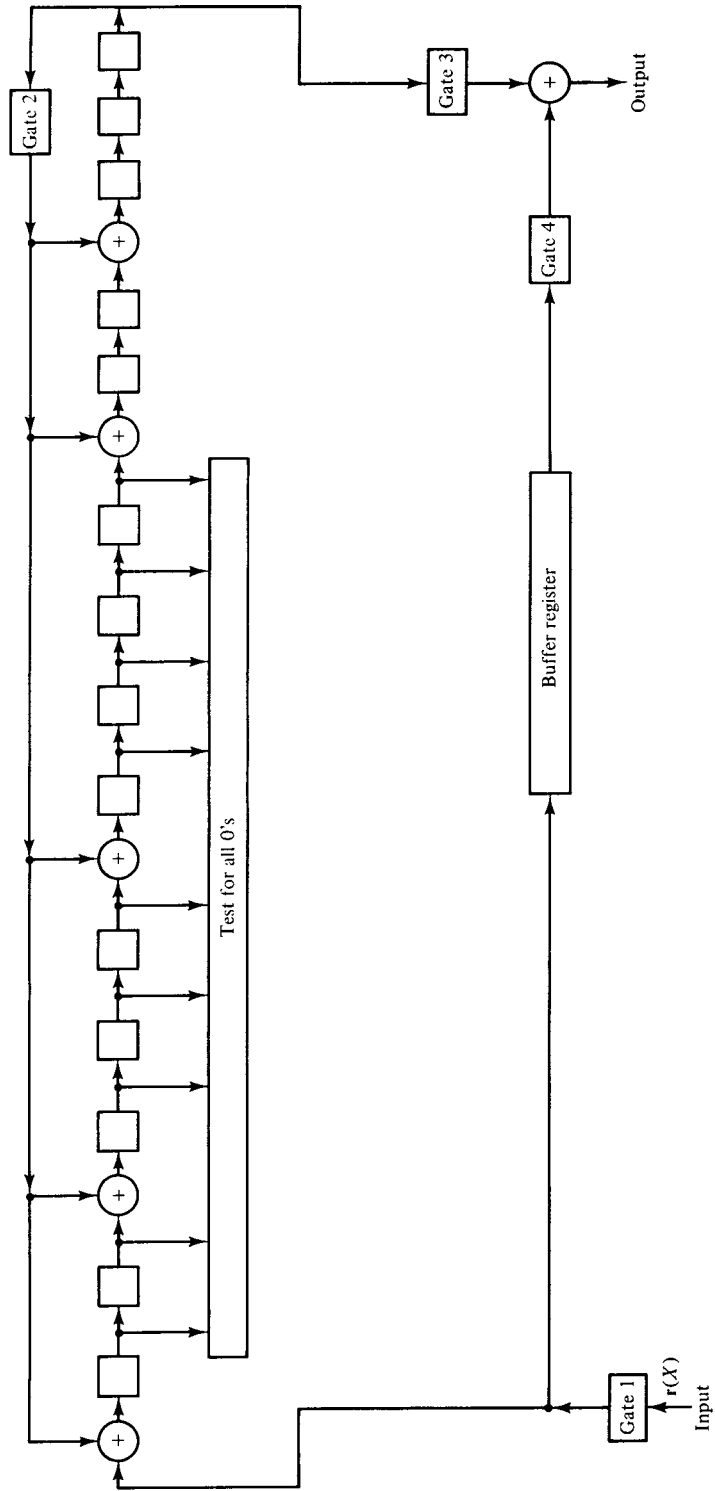 Gate 2
+
+
+
+
+
Test for all 0's
Gate 3
+
Output
Gate 4
Buffer register
Gate 1
r(X)
Input